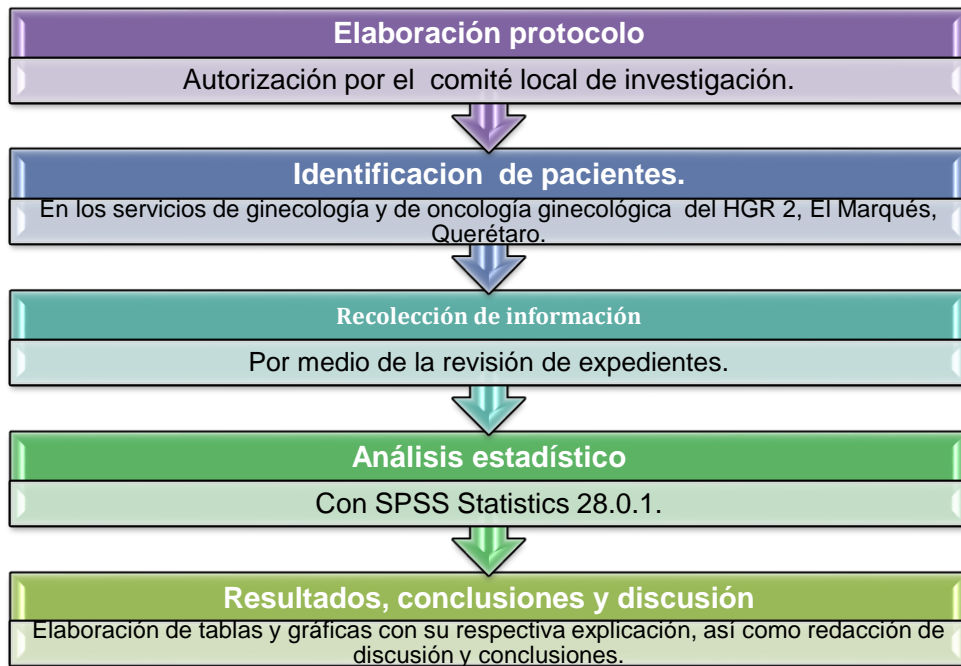 Elaboración protocolo
Autorización por el comité local de investigación.
Identificacion de pacientes.
En los servicios de ginecología y de oncología ginecológica del HGR 2, El Marqués,
Querétaro.
Recolección de información
Por medio de la revisión de expedientes.
Análisis estadístico
Con SPSS Statistics 28.0.1.
Resultados, conclusiones y discusión
Elaboración de tablas y gráficas con su respectiva explicación, así como redacción de
discusión y conclusiones.